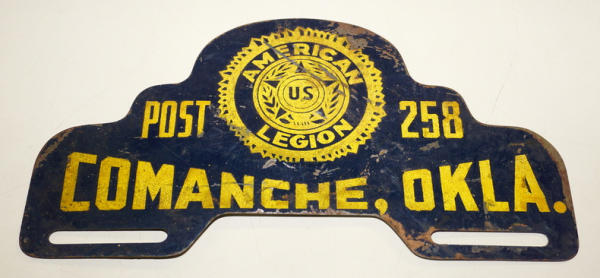 AMERICAN
US
LEGION
POST 258
COMANCHE, OKLA.